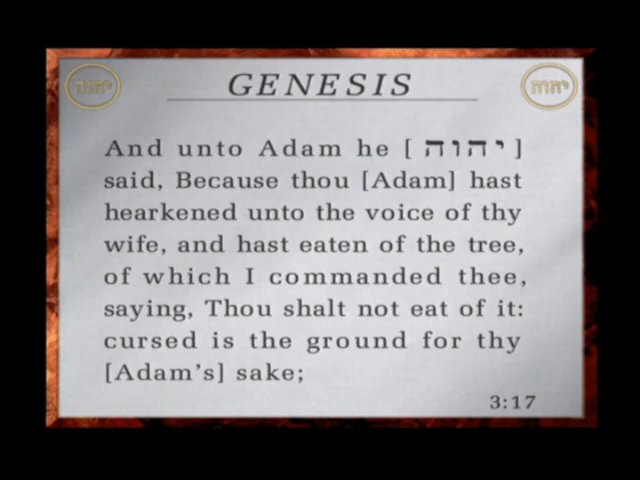 יהוה
GENESIS
יהוה
And unto Adam he [ יהוה ]
said, Because thou [Adam] hast
hearkened unto the voice of thy
wife, and hast eaten of the tree,
of which I commanded thee,
saying, Thou shalt not eat of it:
cursed is the ground for thy
[Adam's] sake;
3:17